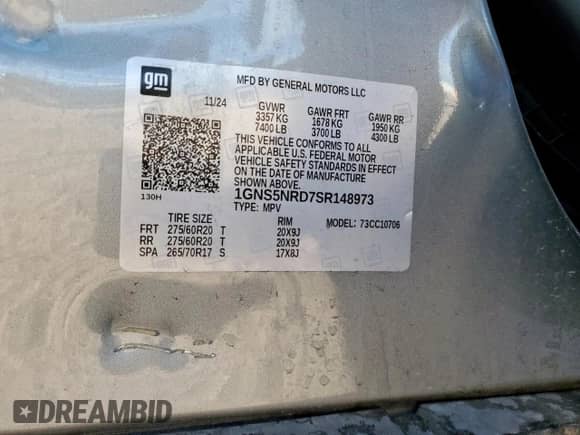 gm
MFD BY GENERAL MOTORS LLC
11/24 GVWR GAWR FRT GAWR RR
3357 KG 1678 KG 1950 KG
7400 LB 3700 LB 4300 LB
THIS VEHICLE CONFORMS TO ALL
APPLICABLE U.S. FEDERAL MOTOR
VEHICLE SAFETY STANDARDS IN EFFECT
ON THE DATE OF MANUFACTURE
SHOWN ABOVE.
130H
1GNS5NRD7SR148973
TYPE: MPV MODEL: 73CC10706
TIRE SIZE RIM
FRT 275/60R20 T 20X9J
RR 275/60R20 T 20X9J
SPA 265/70R17 S 17X8J
DREAMBID